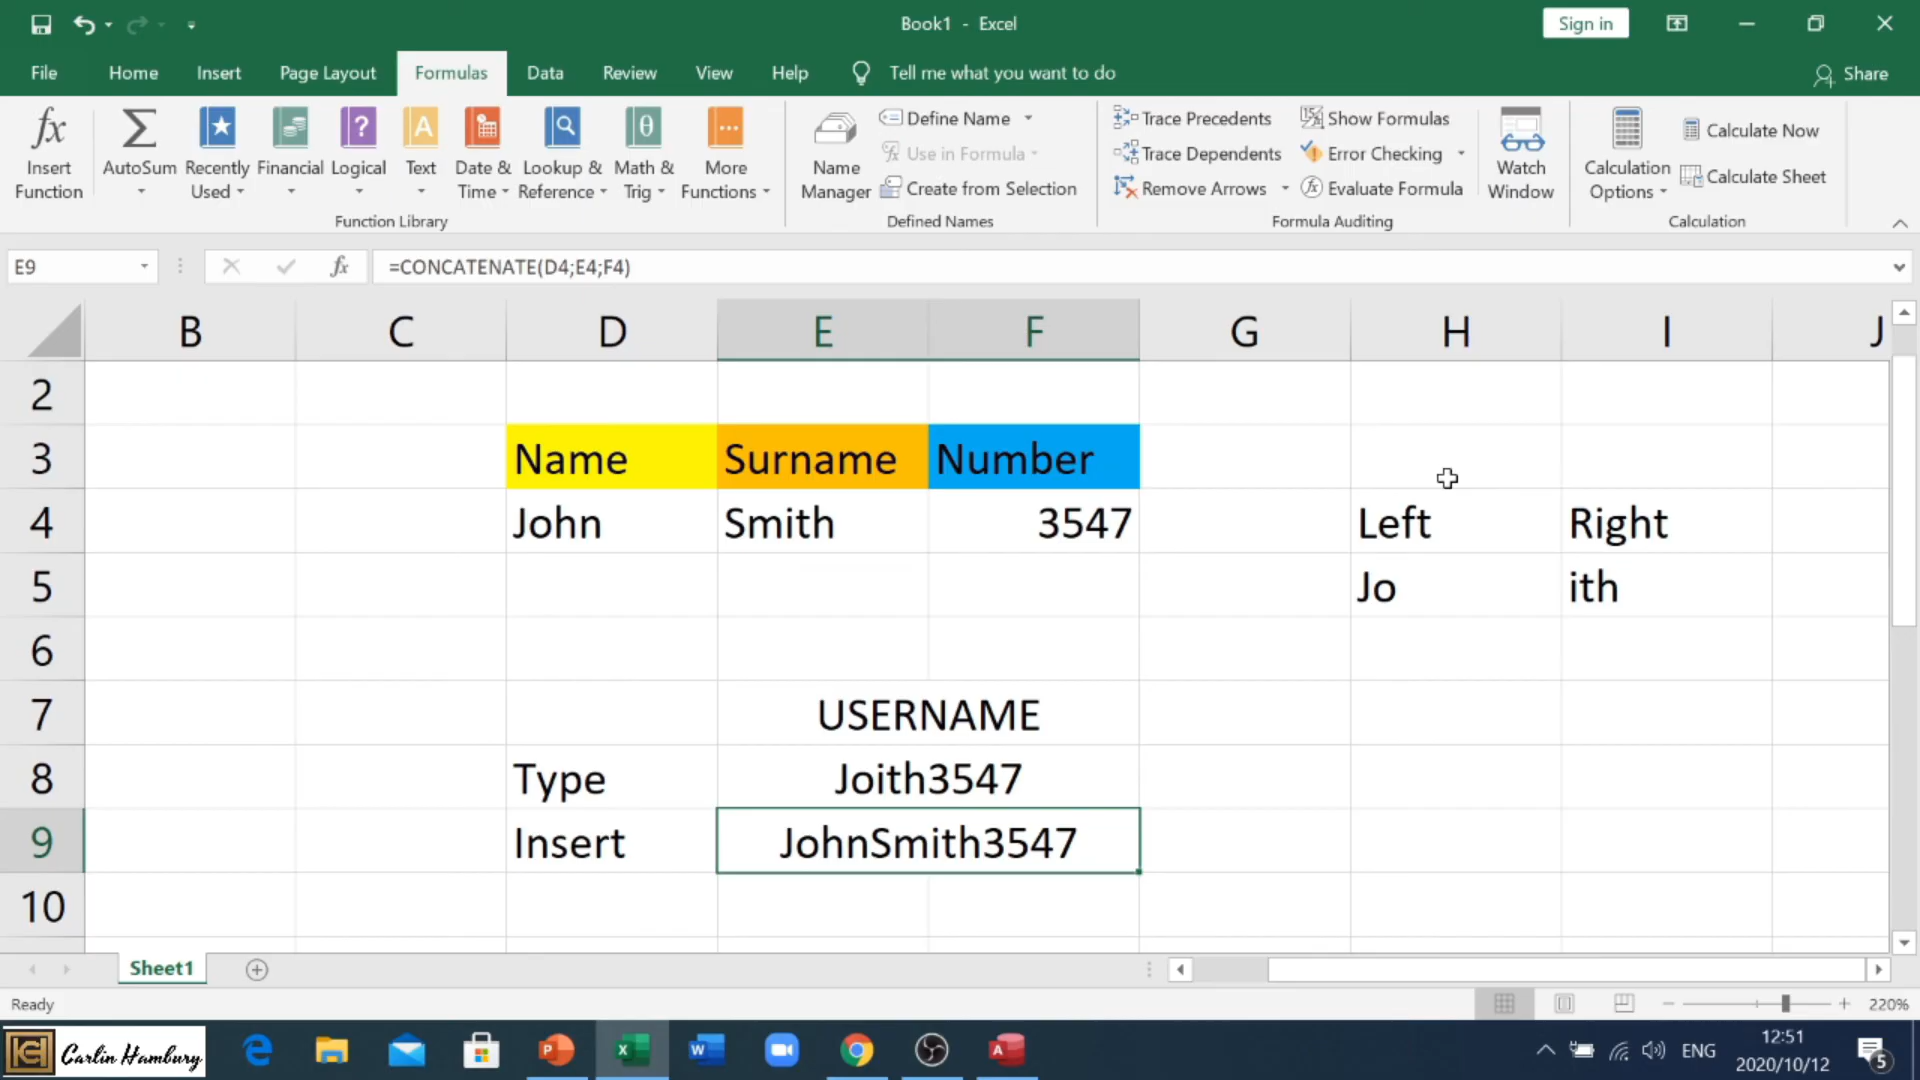 Book1 - Excel
Sign in
File Home Insert Page Layout Formulas Data Review View Help Tell me what you want to do Share
Insert Function
AutoSum
Recently Used
Financial
Logical
Text
Date & Time
Lookup & Reference
Math & Trig
More Functions
Function Library
Name Manager
Define Name
Use in Formula
Create from Selection
Defined Names
Trace Precedents
Trace Dependents
Remove Arrows
Show Formulas
Error Checking
Evaluate Formula
Formula Auditing
Watch Window
Calculation Options
Calculate Now
Calculate Sheet
Calculation
E9 fx =CONCATENATE(D4;E4;F4)
B C D E F G H I J
2
3 Name Surname Number
4 John Smith 3547 Left Right
5 Jo ith
6
7 USERNAME
8 Type Joith3547
9 Insert JohnSmith3547
10
Sheet1
Ready 220%
Carlin Hambury
ENG
12:51
2020/10/12
5